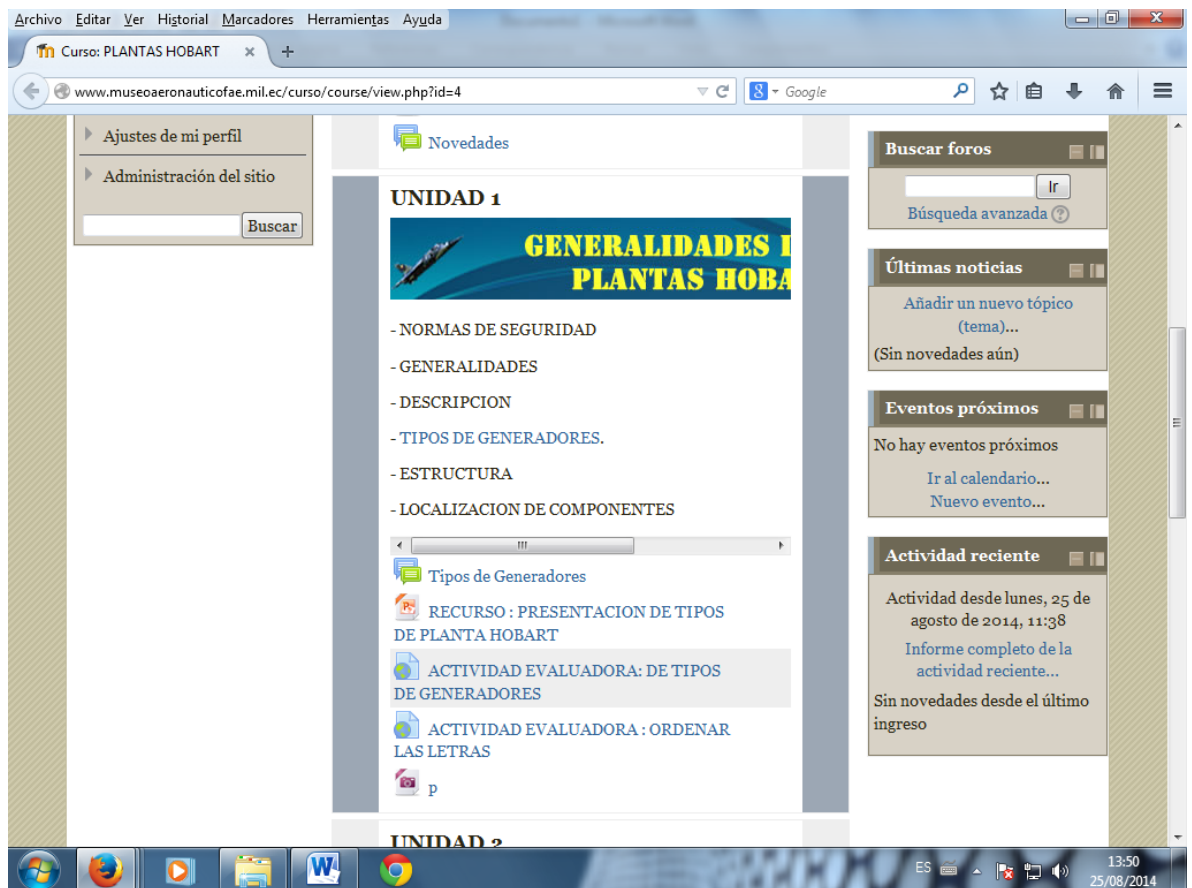 Archivo Editar Ver Historial Marcadores Herramientas Ayuda
Curso: PLANTAS HOBART
www.museoaeronauticofae.mil.ec/curso/course/view.php?id=4
Google
Ajustes de mi perfil
Administración del sitio
Buscar
Novedades
UNIDAD 1
GENERALIDADES
PLANTAS HOBA
- NORMAS DE SEGURIDAD
- GENERALIDADES
- DESCRIPCION
- TIPOS DE GENERADORES.
- ESTRUCTURA
- LOCALIZACION DE COMPONENTES
Tipos de Generadores
RECURSO : PRESENTACION DE TIPOS
DE PLANTA HOBART
ACTIVIDAD EVALUADORA: DE TIPOS
DE GENERADORES
ACTIVIDAD EVALUADORA : ORDENAR
LAS LETRAS
p
UNIDAD 2
Buscar foros
Ir
Búsqueda avanzada
Últimas noticias
Añadir un nuevo tópico
(tema)...
(Sin novedades aún)
Eventos próximos
No hay eventos próximos
Ir al calendario...
Nuevo evento...
Actividad reciente
Actividad desde lunes, 25 de
agosto de 2014, 11:38
Informe completo de la
actividad reciente...
Sin novedades desde el último
ingreso
ES
13:50
25/08/2014